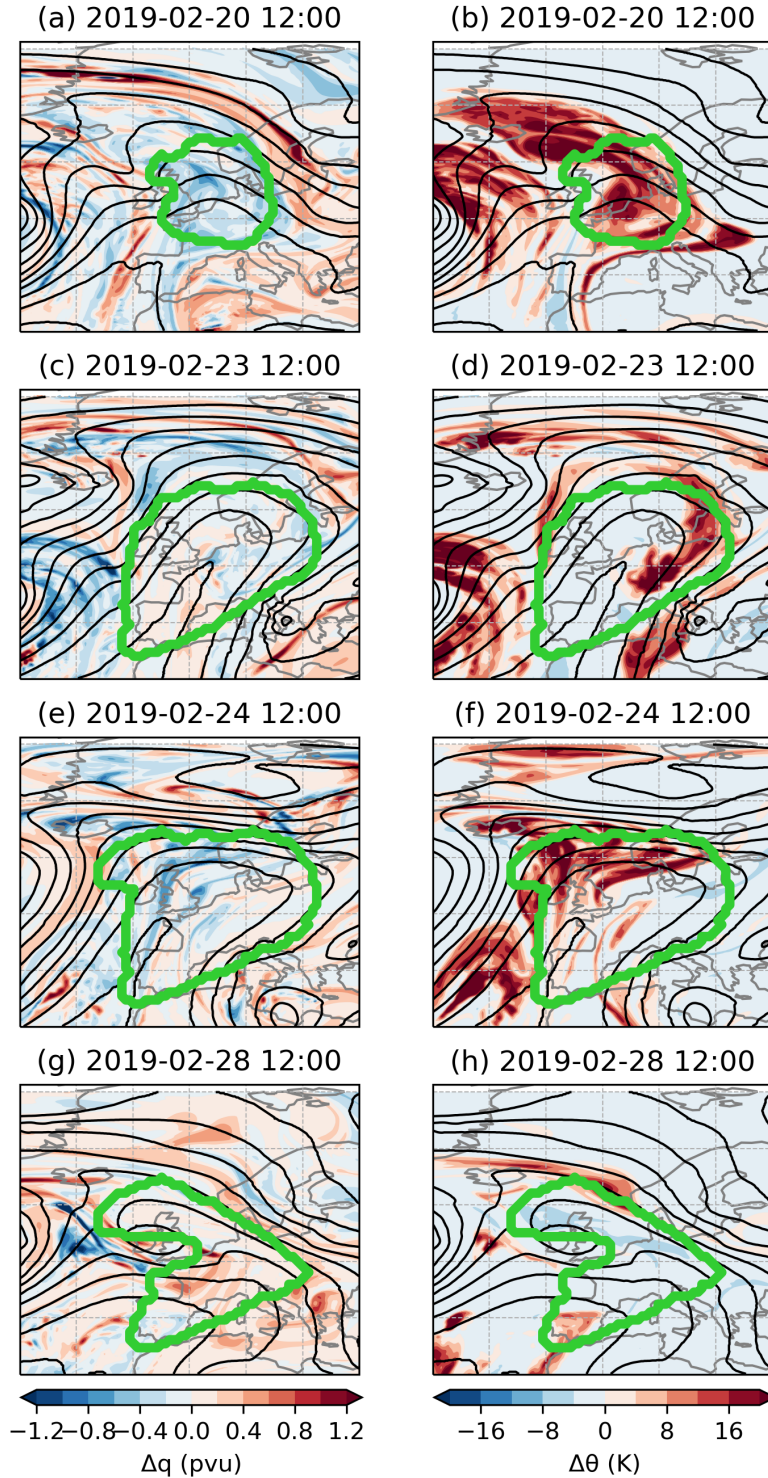 (a) 2019-02-20 12:00
(b) 2019-02-20 12:00
(c) 2019-02-23 12:00
(d) 2019-02-23 12:00
(e) 2019-02-24 12:00
(f) 2019-02-24 12:00
(g) 2019-02-28 12:00
(h) 2019-02-28 12:00
−1.2 −0.8 −0.4 0.0 0.4 0.8 1.2
Δq (pvu)
−16 −8 0 8 16
Δθ (K)